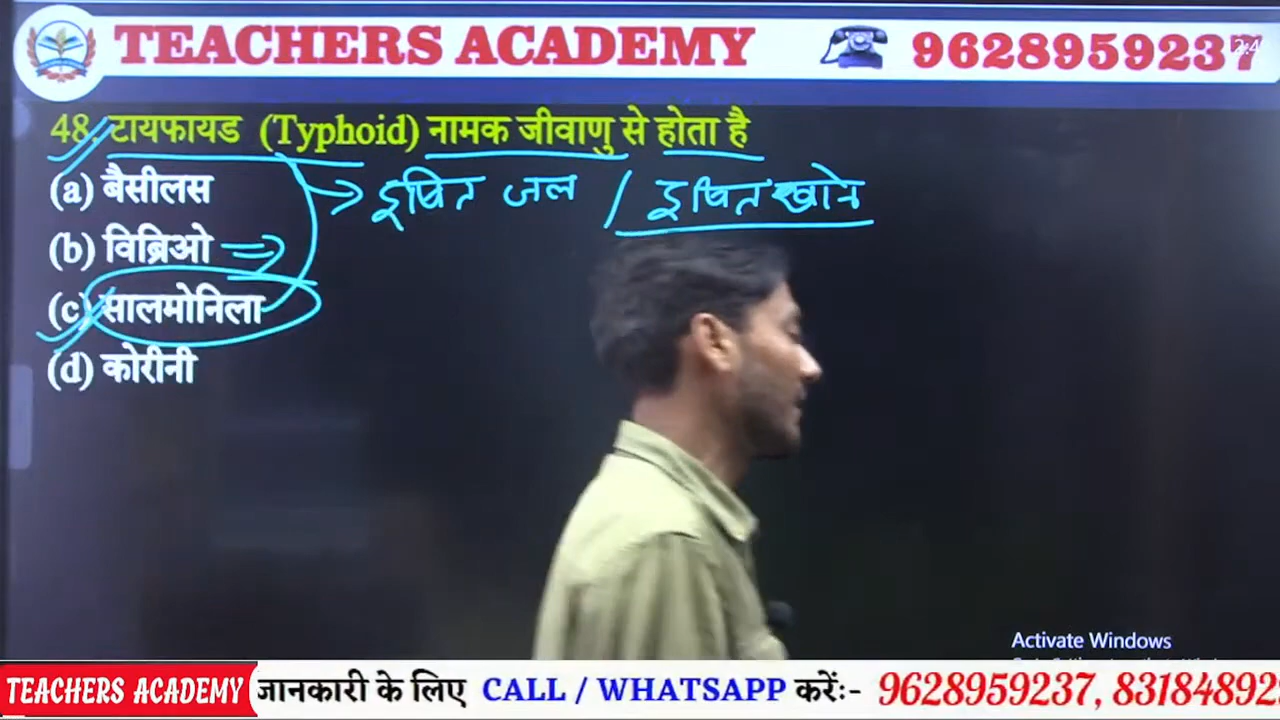 TEACHERS ACADEMY 9628959237
48. टायफायड (Typhoid) नामक जीवाणु से होता है
(a) बैसीलस
जल /
(b) विब्रिओ
(c) सालमोनिला
(d) कोरीनी
Activate Windows
TEACHERS ACADEMY जानकारी के लिए CALL / WHATSAPP करेंः- 9628959237, 83184892